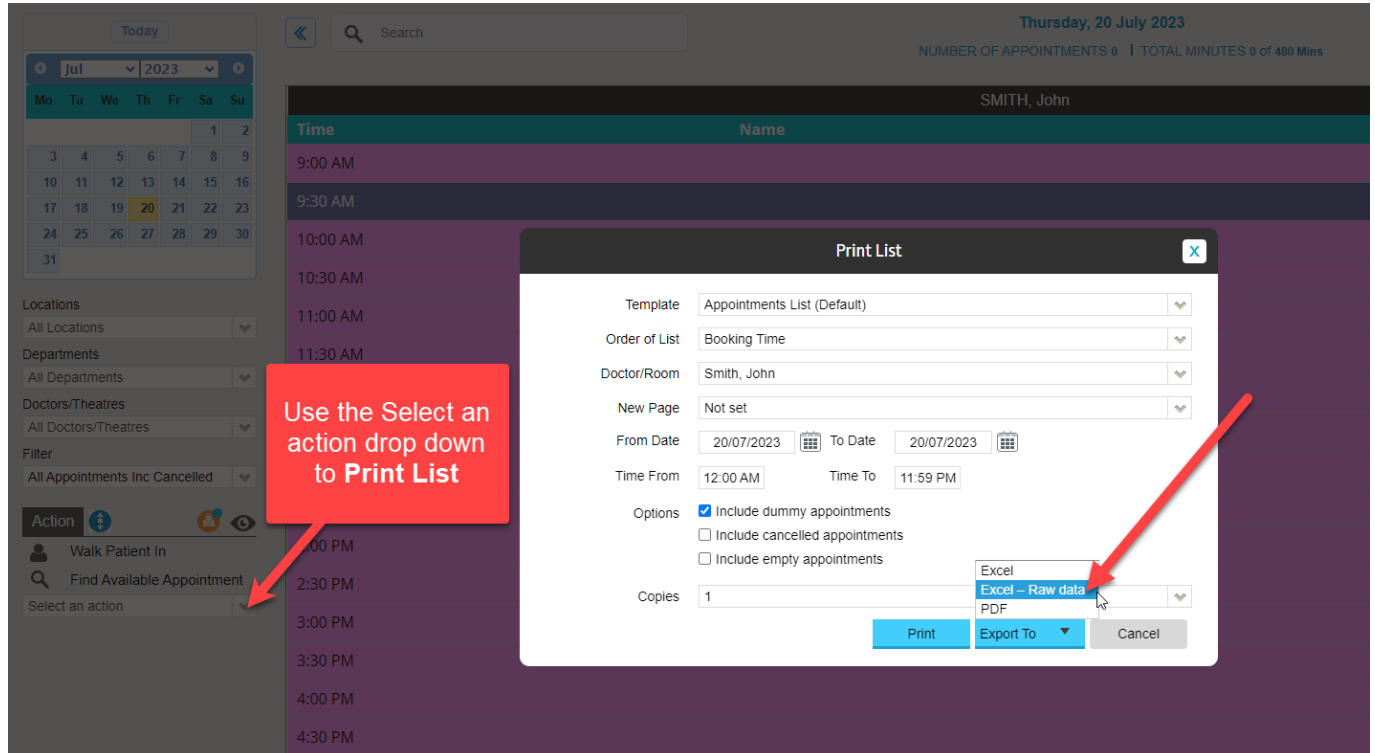 Today
Search
Thursday, 20 July 2023
NUMBER OF APPOINTMENTS 0 | TOTAL MINUTES 0 of 480 Mins
Jul 2023
Mo Tu We Th Fr Sa Su
1 2
3 4 5 6 7 8 9
10 11 12 13 14 15 16
17 18 19 20 21 22 23
24 25 26 27 28 29 30
31
Locations
All Locations
Departments
All Departments
Doctors/Theatres
All Doctors/Theatres
Filter
All Appointments Inc Cancelled
Action
Walk Patient In
Find Available Appointment
Select an action
SMITH, John
Time Name
9:00 AM
9:30 AM
10:00 AM
10:30 AM
11:00 AM
11:30 AM
Use the Select an
action drop down
to Print List
:00 PM
2:30 PM
3:00 PM
3:30 PM
4:00 PM
4:30 PM
Print List
X
Template Appointments List (Default)
Order of List Booking Time
Doctor/Room Smith, John
New Page Not set
From Date 20/07/2023 To Date 20/07/2023
Time From 12:00 AM Time To 11:59 PM
Options Include dummy appointments
Include cancelled appointments
Include empty appointments
Copies 1
Excel
Excel – Raw data
PDF
Print Export To Cancel